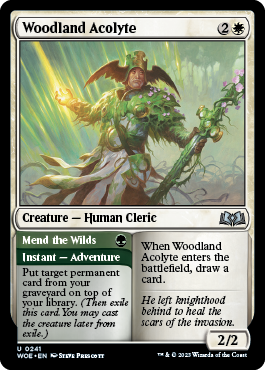 Woodland Acolyte 2
Creature — Human Cleric
Mend the Wilds
Instant — Adventure
Put target permanent
card from your
graveyard on top of
your library. (Then exile
this card. You may cast
the creature later from
exile.)
When Woodland
Acolyte enters the
battlefield, draw a
card.
He left knighthood
behind to heal the
scars of the invasion.
2/2
U 0241
WOE • EN Steve Prescott
™ & © 2023 Wizards of the Coast